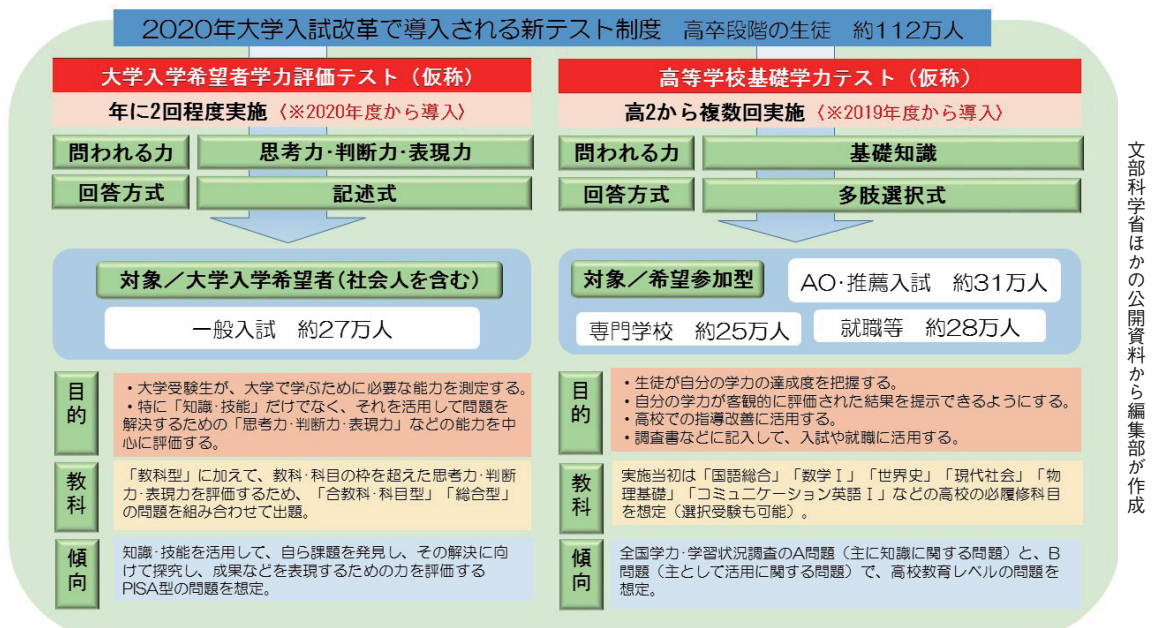 2020年大学入試改革で導入される新テスト制度 高卒段階の生徒 約112万人
大学入学希望者学力評価テスト（仮称）
年に2回程度実施〈※2020年度から導入〉
問われる力 思考力・判断力・表現力
回答方式 記述式
対象／大学入学希望者（社会人を含む）
一般入試 約27万人
目的
・大学受験生が、大学で学ぶために必要な能力を測定する。
・特に「知識・技能」だけでなく、それを活用して問題を
解決するための「思考力・判断力・表現力」などの能力を中
心に評価する。
教科
「教科型」に加えて、教科・科目の枠を超えた思考力・判断
力・表現力を評価するため、「合教科・科目型」「総合型」
の問題を組み合わせて出題。
傾向
知識・技能を活用して、自ら課題を発見し、その解決に向
けて探究し、成果などを表現するための力を評価する
PISA型の問題を想定。
高等学校基礎学力テスト（仮称）
高2から複数回実施〈※2019年度から導入〉
問われる力 基礎知識
回答方式 多肢選択式
対象／希望参加型
AO・推薦入試 約31万人
専門学校 約25万人
就職等 約28万人
目的
・生徒が自分の学力の達成度を把握する。
・自分の学力が客観的に評価された結果を提示できるようにする。
・高校での指導改善に活用する。
・調査書などに記入して、入試や就職に活用する。
教科
実施当初は「国語総合」「数学Ⅰ」「世界史」「現代社会」「物
理基礎」「コミュニケーション英語Ⅰ」などの高校の必履修科目
を想定（選択受験も可能）。
傾向
全国学力・学習状況調査のA問題（主に知識に関する問題）と、B
問題（主として活用に関する問題）で、高校教育レベルの問題を
想定。
文部科学省ほかの公開資料から編集部が作成